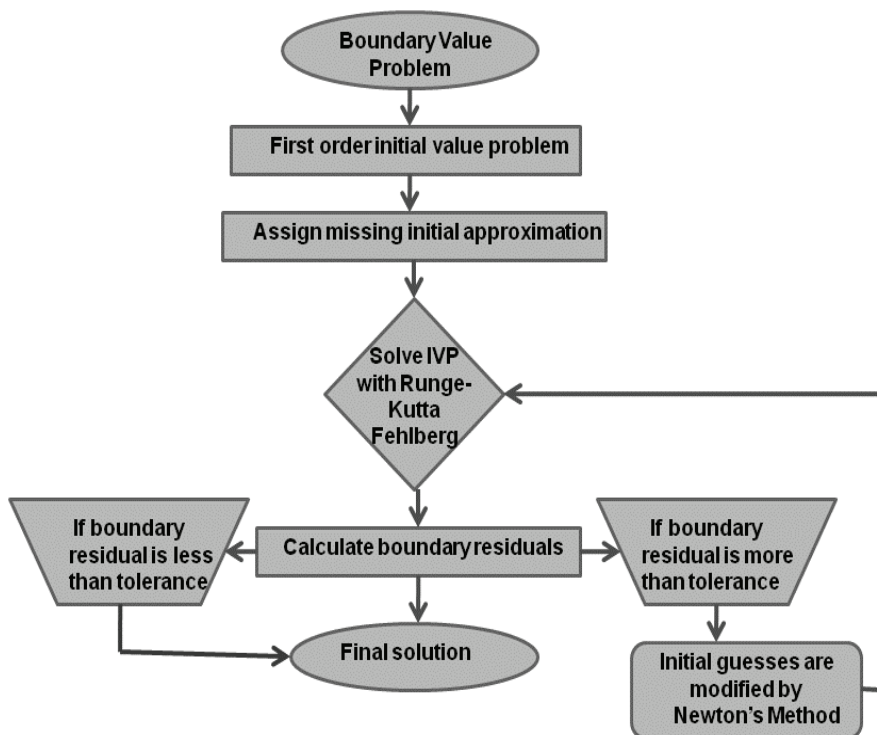 Boundary Value
Problem
First order initial value problem
Assign missing initial approximation
Solve IVP
with Runge-
Kutta
Fehlberg
If boundary
residual is less
than tolerance
Calculate boundary residuals
If boundary
residual is more
than tolerance
Final solution
Initial guesses are
modified by
Newton's Method